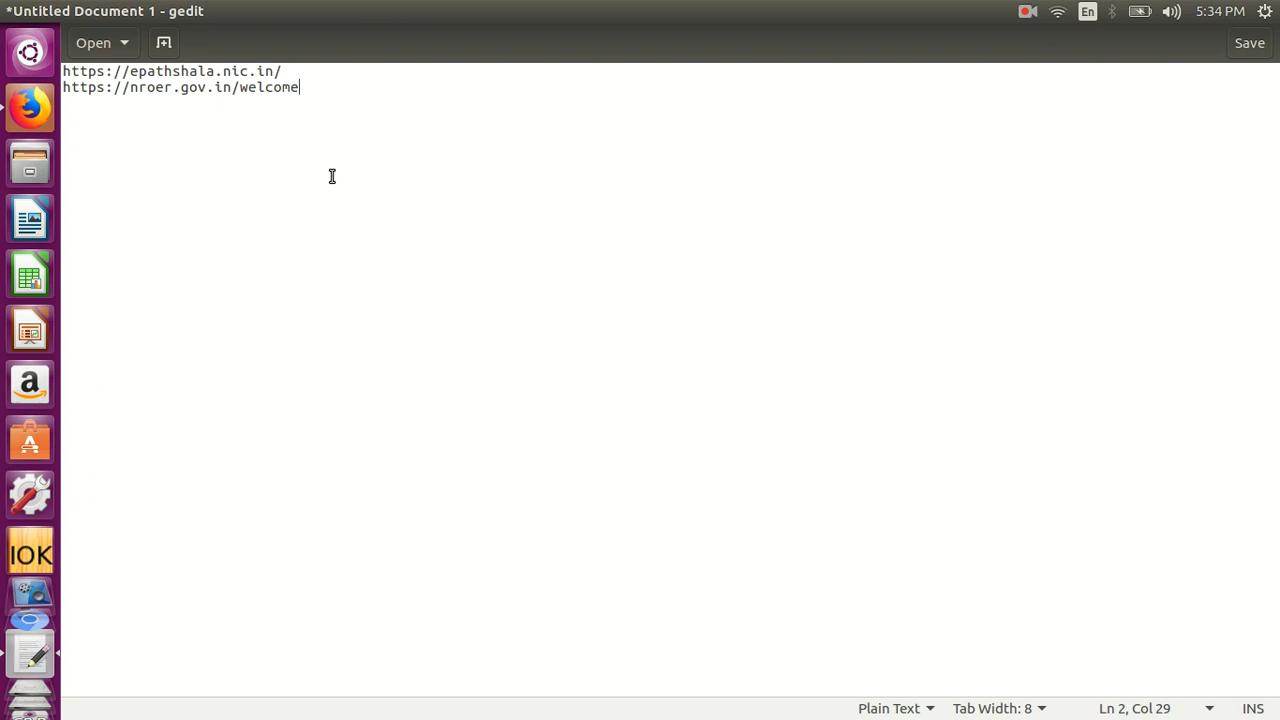 *Untitled Document 1 - gedit
En
5:34 PM
Open
Save
https://epathshala.nic.in/
https://nroer.gov.in/welcome
a
A
IOK
Plain Text
Tab Width: 8
Ln 2, Col 29
INS